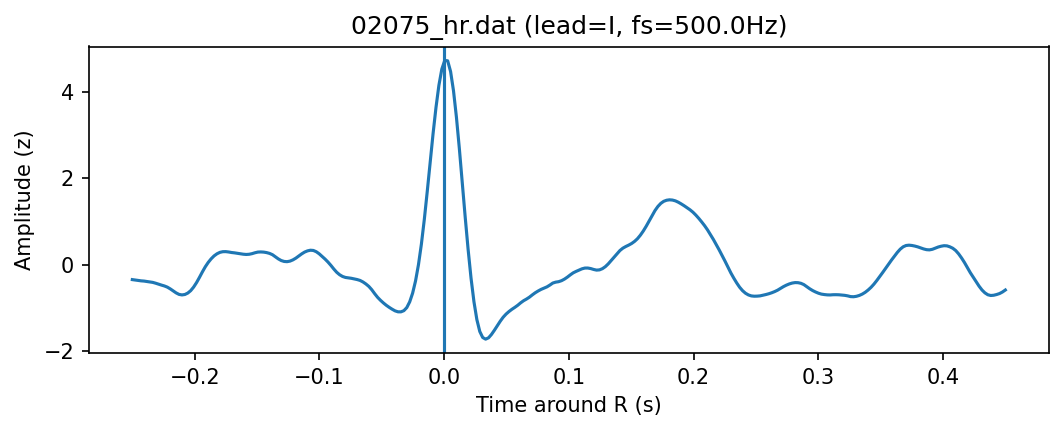 02075_hr.dat (lead=I, fs=500.0Hz)
Amplitude (z)
4
2
0
−2
−0.2 −0.1 0.0 0.1 0.2 0.3 0.4
Time around R (s)